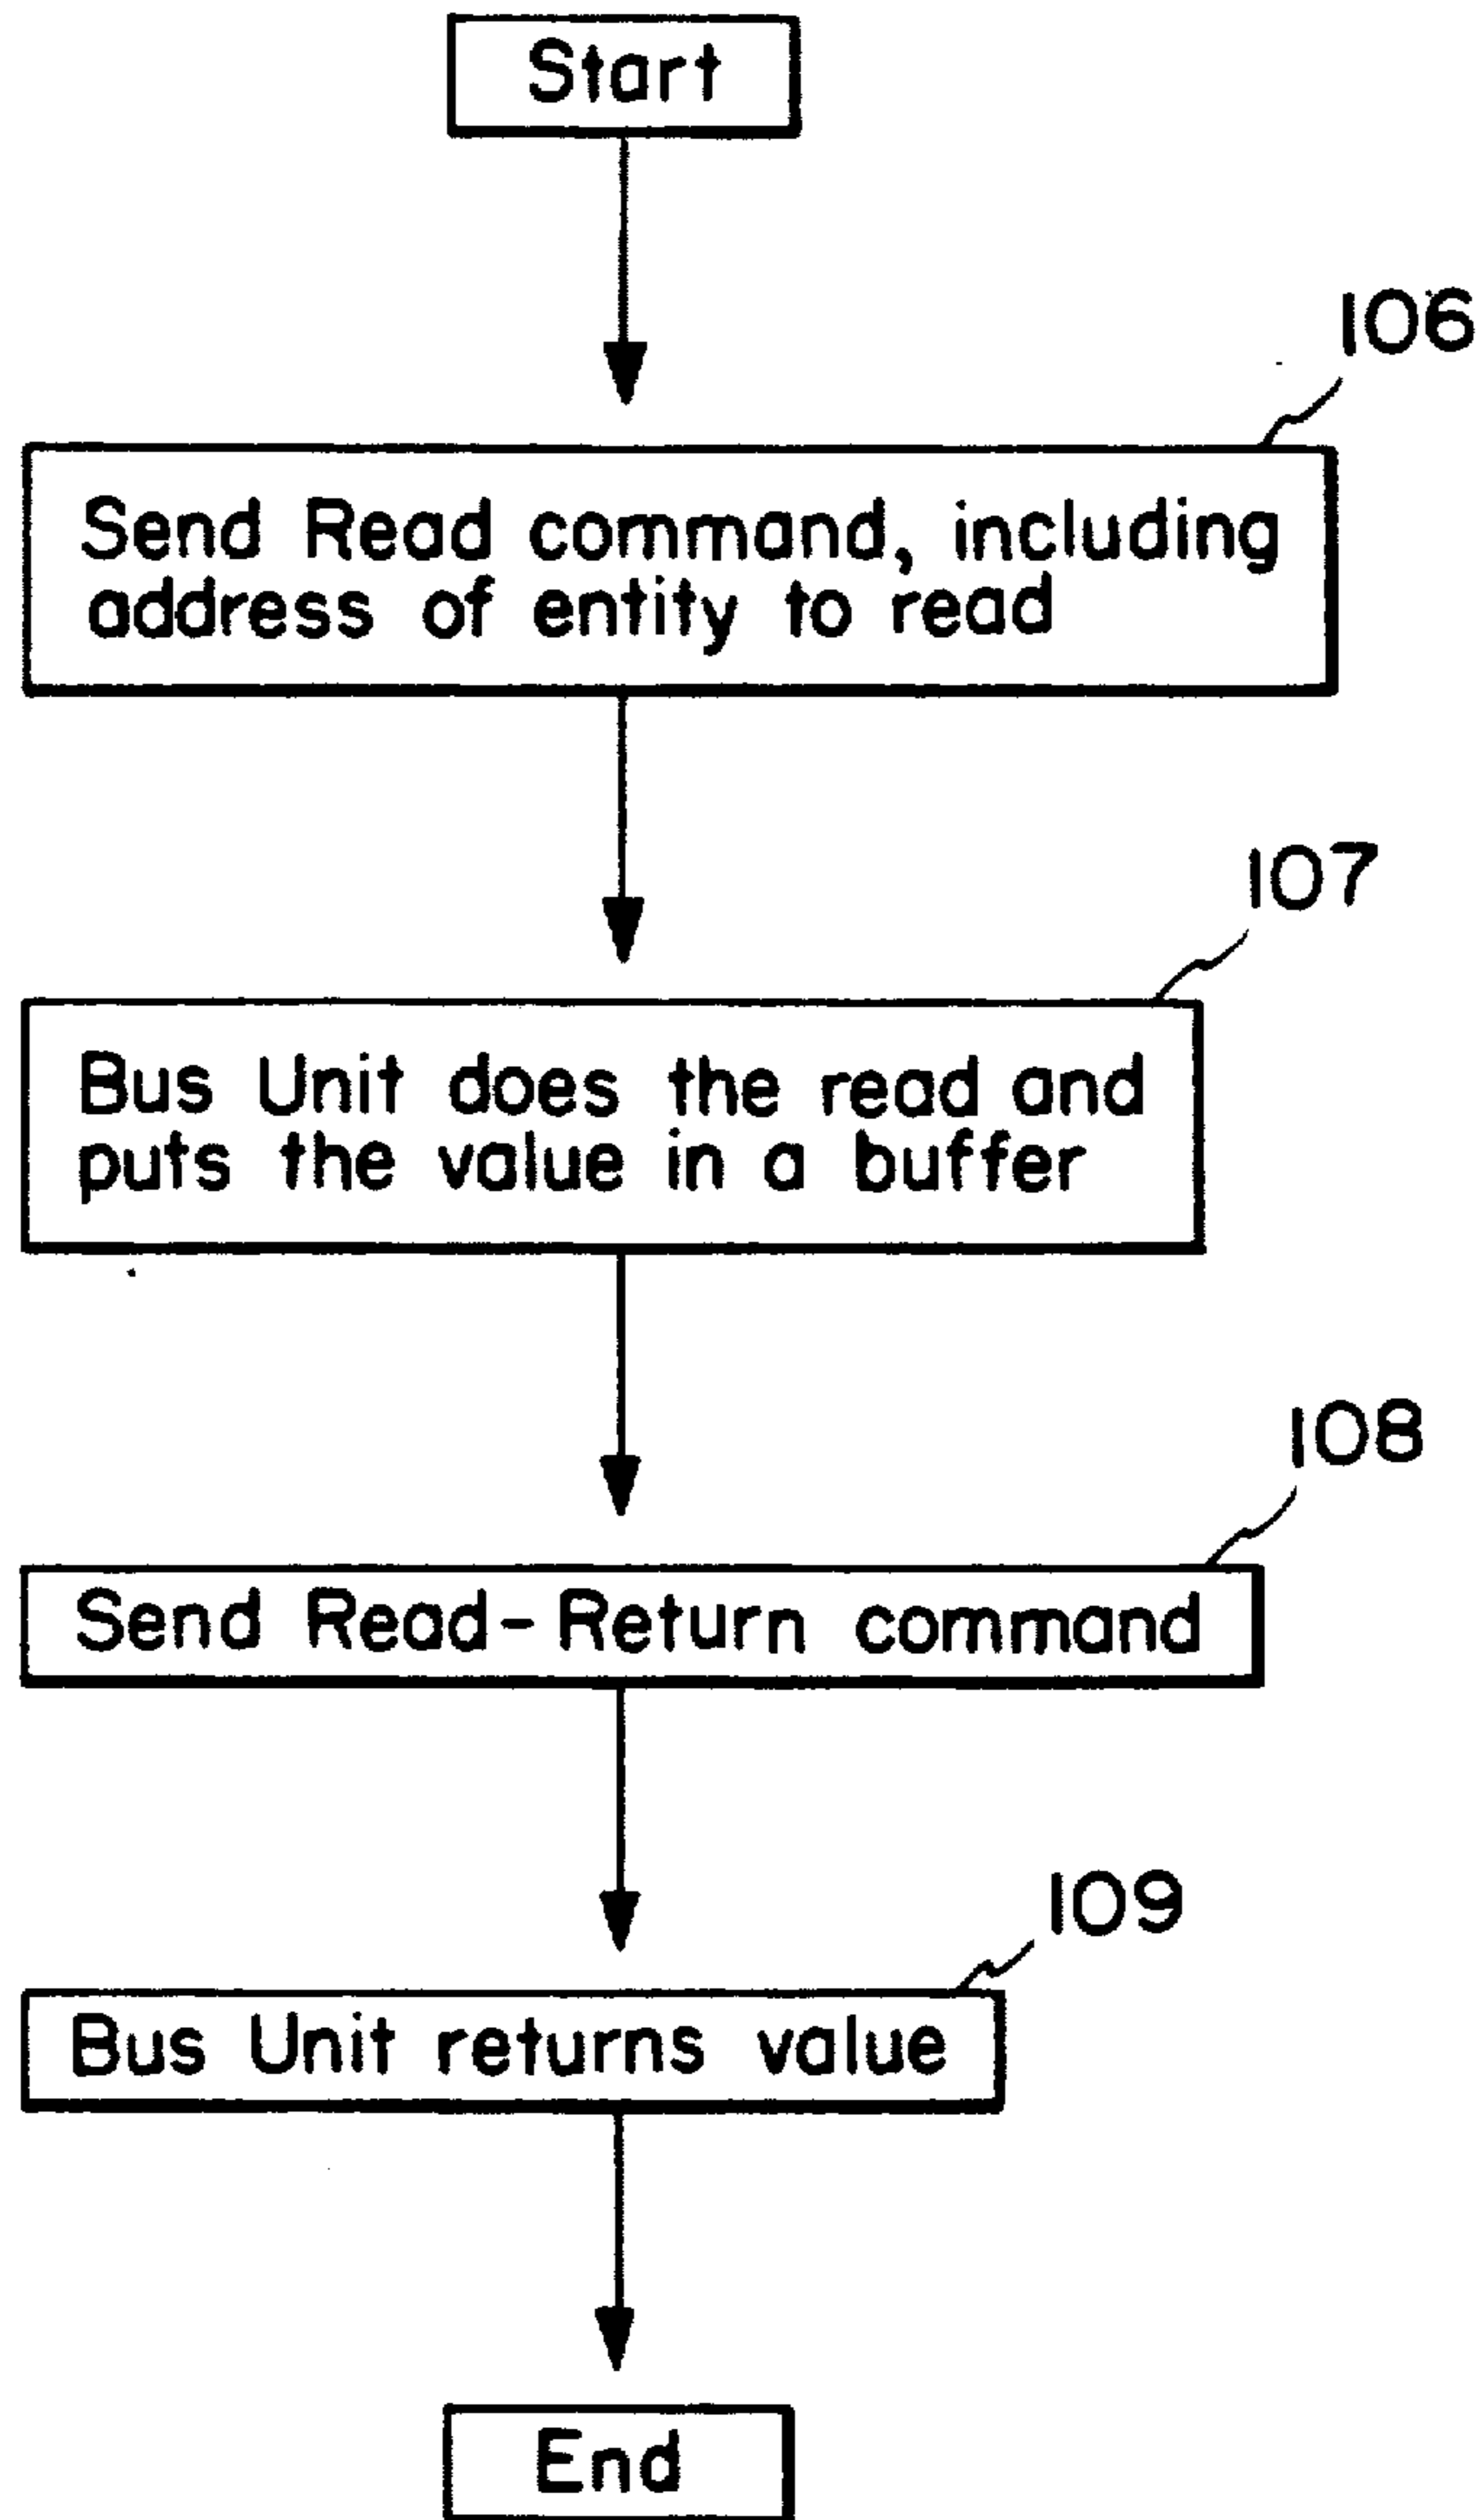 Start
106
Send Read command, including
address of entity to read
107
Bus Unit does the read and
puts the value in a buffer
108
Send Read-Return command
109
Bus Unit returns value
End